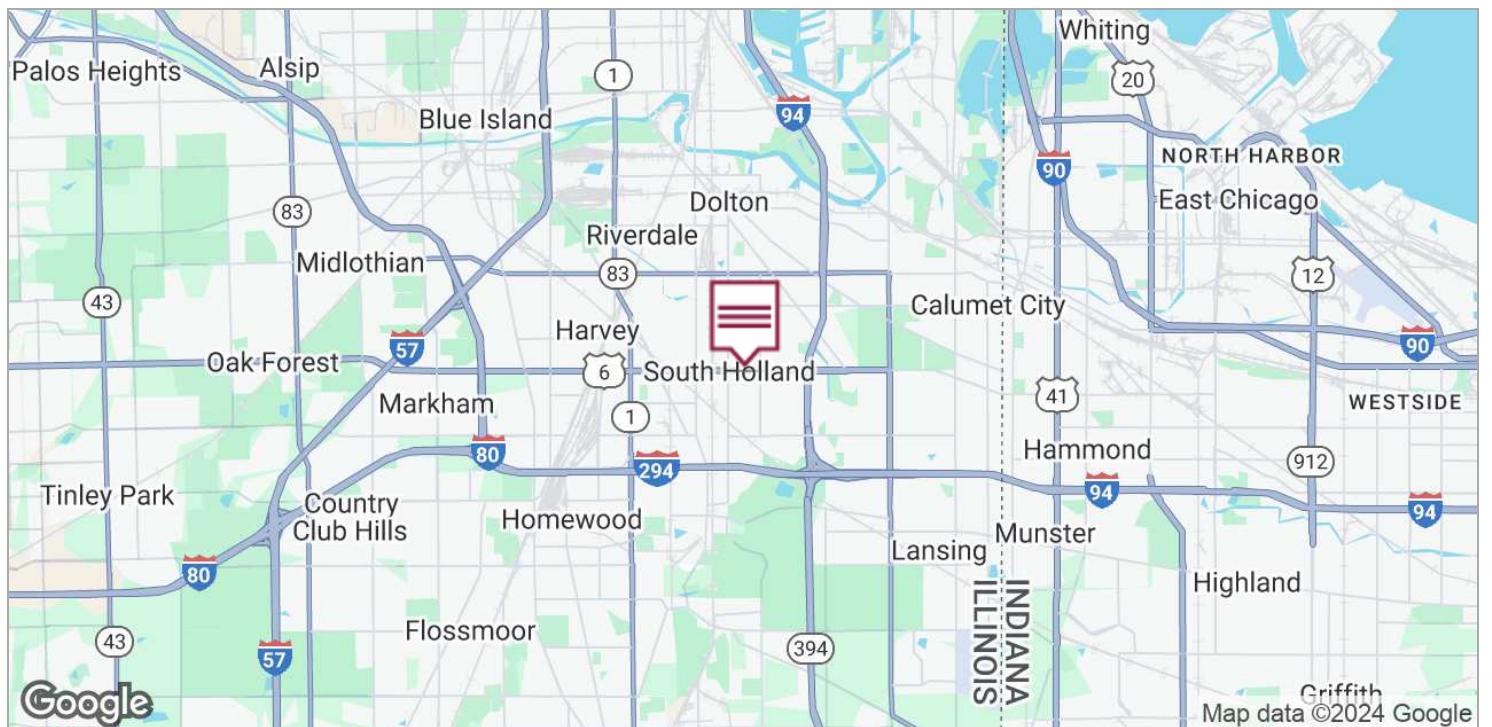 Whiting
20
Palos Heights
Alsip
1
Blue Island
94
NORTH HARBOR
90
East Chicago
83
Dolton
Riverdale
Midlothian
83
12
43
Calumet City
Harvey
57
90
Oak Forest
6
South Holland
41
WESTSIDE
Markham
1
Hammond
80
912
294
94
94
Tinley Park
Country
Club Hills
Homewood
Munster
Lansing
80
Highland
INDIANA
ILLINOIS
43
Flossmoor
394
57
Griffith
Google
Map data ©2024 Google